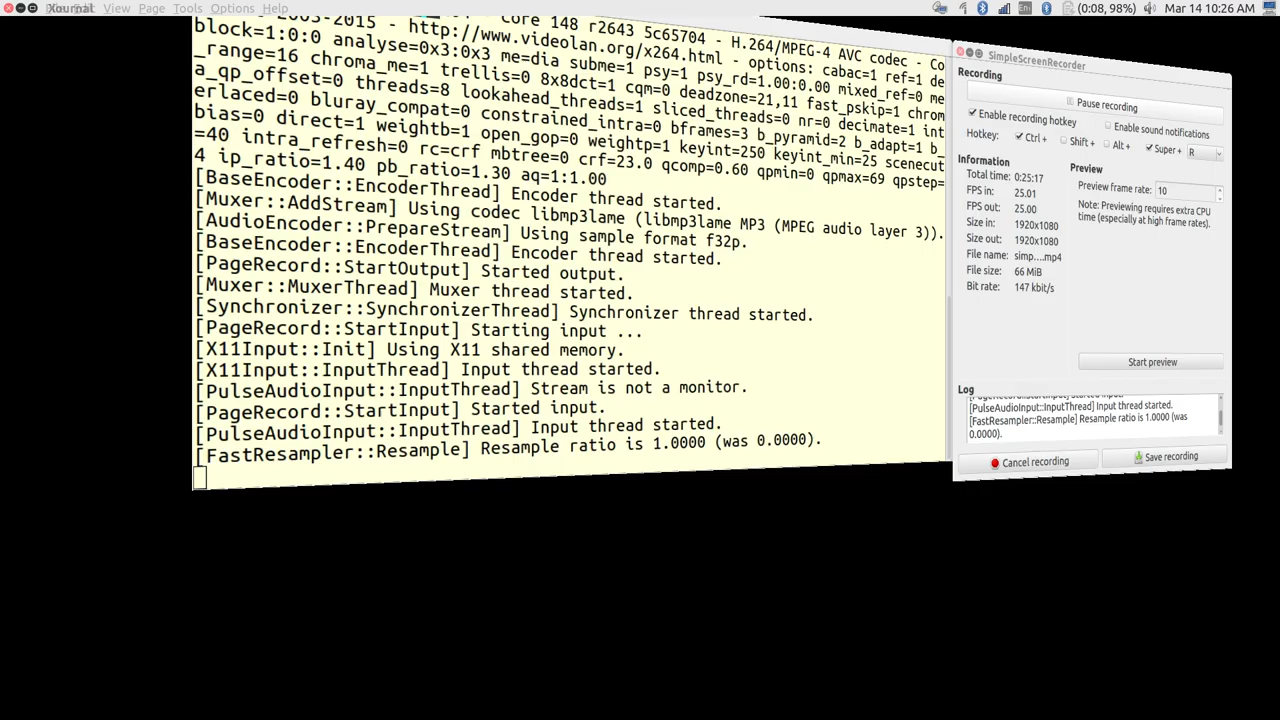 Xournal View Page Tools Options Help
(0:08, 98%) Mar 14 10:26 AM
2003-2015 - http://www.videolan.org/x264.html - options: cabac=1 ref=1 de
core 148 r2643 5c65704 - H.264/MPEG-4 AVC codec - Co
block=1:0:0 analyse=0x3:0x3 me=dia subme=1 psy=1 psy_rd=1.00:0.00 mixed_ref=0 me
_range=16 chroma_me=1 trellis=0 8x8dct=1 cqm=0 deadzone=21,11 fast_pskip=1 chrom
a_qp_offset=0 threads=8 lookahead_threads=1 sliced_threads=0 nr=0 decimate=1 int
erlaced=0 bluray_compat=0 constrained_intra=0 bframes=3 b_pyramid=2 b_adapt=1 b_
bias=0 direct=1 weightb=1 open_gop=0 weightp=1 keyint=250 keyint_min=25 scenecut
=40 intra_refresh=0 rc=crf mbtree=0 crf=23.0 qcomp=0.60 qpmin=0 qpmax=69 qpstep=
4 ip_ratio=1.40 pb_ratio=1.30 aq=1:1.00
[BaseEncoder::EncoderThread] Encoder thread started.
[Muxer::AddStream] Using codec libmp3lame (libmp3lame MP3 (MPEG audio layer 3)).
[AudioEncoder::PrepareStream] Using sample format f32p.
[BaseEncoder::EncoderThread] Encoder thread started.
[PageRecord::StartOutput] Started output.
[Muxer::MuxerThread] Muxer thread started.
[Synchronizer::SynchronizerThread] Synchronizer thread started.
[PageRecord::StartInput] Starting input ...
[X11Input::Init] Using X11 shared memory.
[X11Input::InputThread] Input thread started.
[PulseAudioInput::InputThread] Stream is not a monitor.
[PageRecord::StartInput] Started input.
[PulseAudioInput::InputThread] Input thread started.
[FastResampler::Resample] Resample ratio is 1.0000 (was 0.0000).
SimpleScreenRecorder
Recording
Pause recording
Enable recording hotkey Enable sound notifications
Hotkey: Ctrl + Shift + Alt + Super + R
Information
Total time: 0:25:17
FPS in: 25.01
FPS out: 25.00
Size in: 1920x1080
Size out: 1920x1080
File name: simp....mp4
File size: 66 MiB
Bit rate: 147 kbit/s
Preview
Preview frame rate: 10
Note: Previewing requires extra CPU
time (especially at high frame rates).
Start preview
Log
[PageRecord::StartInput] Started input.
[PulseAudioInput::InputThread] Input thread started.
[FastResampler::Resample] Resample ratio is 1.0000 (was
0.0000).
Cancel recording Save recording